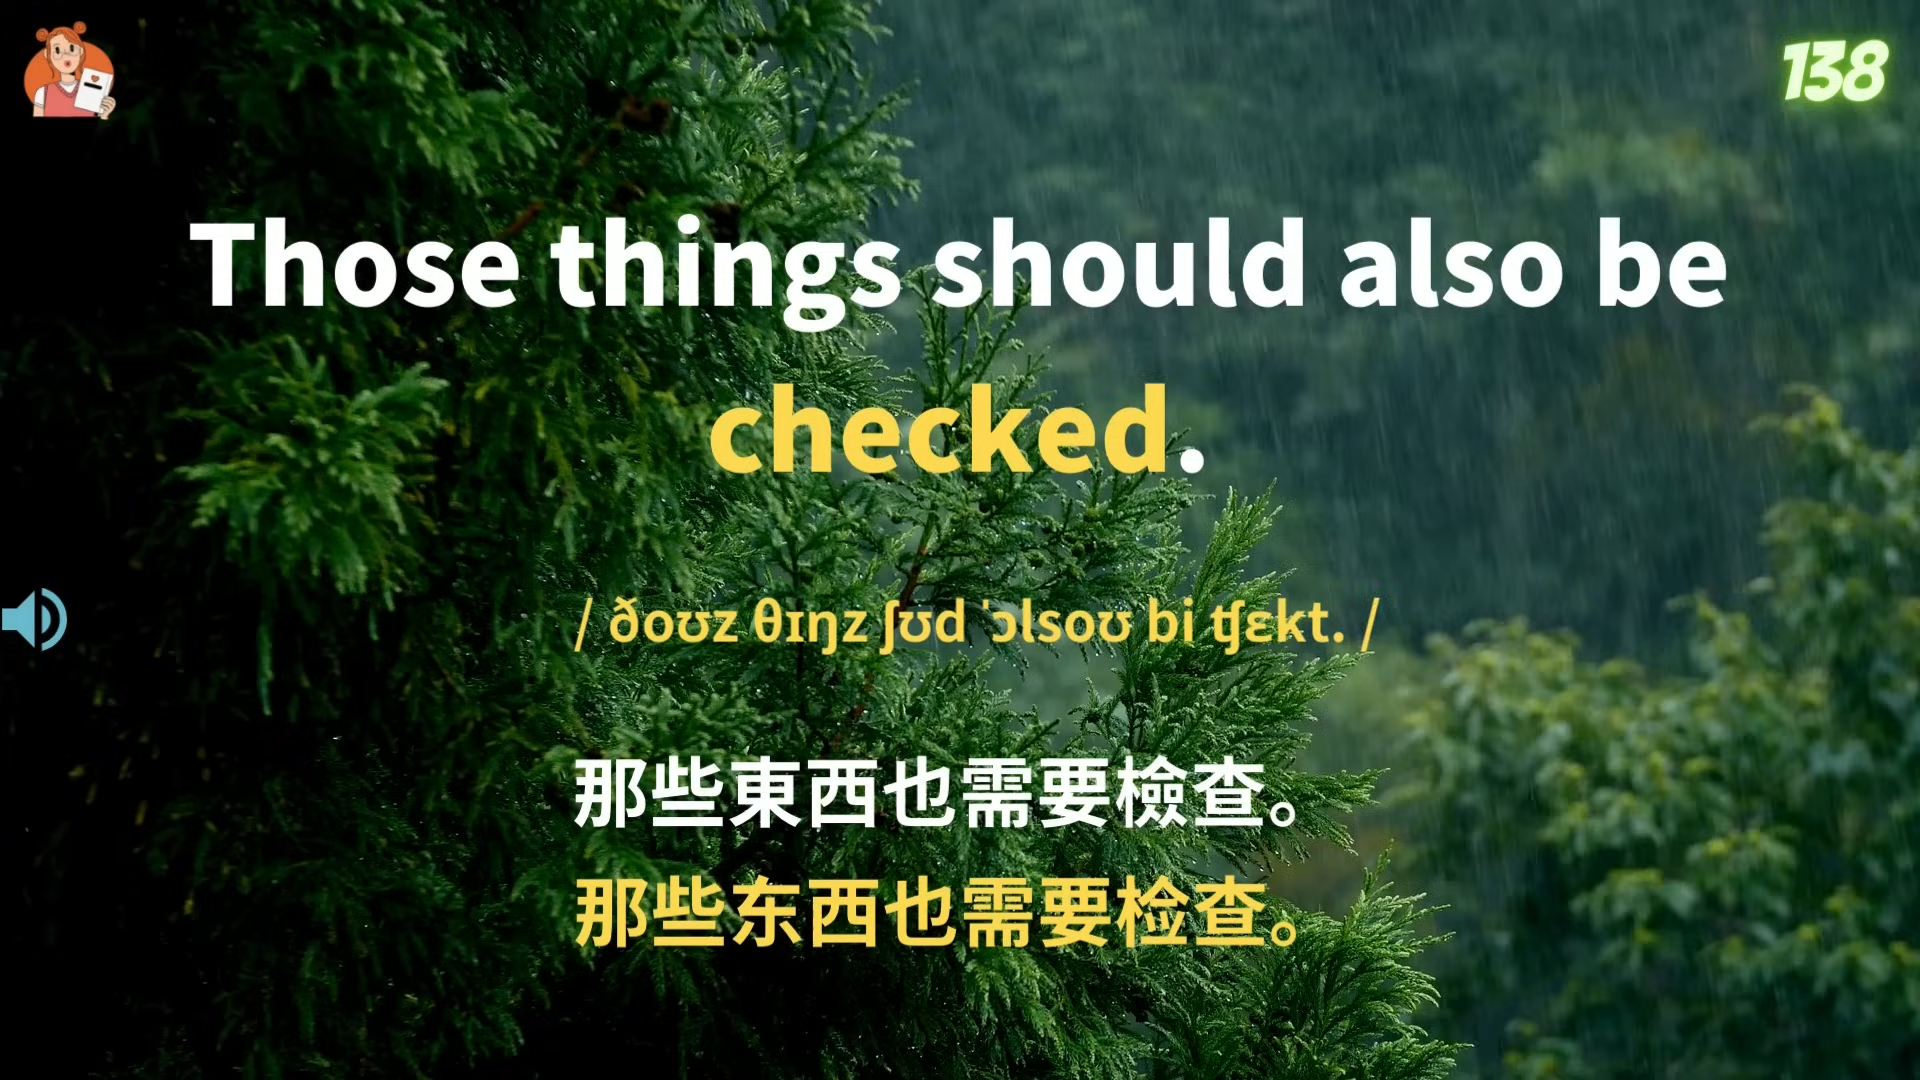 138
Those things should also be
checked.
/ ðoʊz θɪŋz ʃʊd ˈɔlsoʊ bi ʧɛkt. /
那些東西也需要檢查。
那些东西也需要检查。